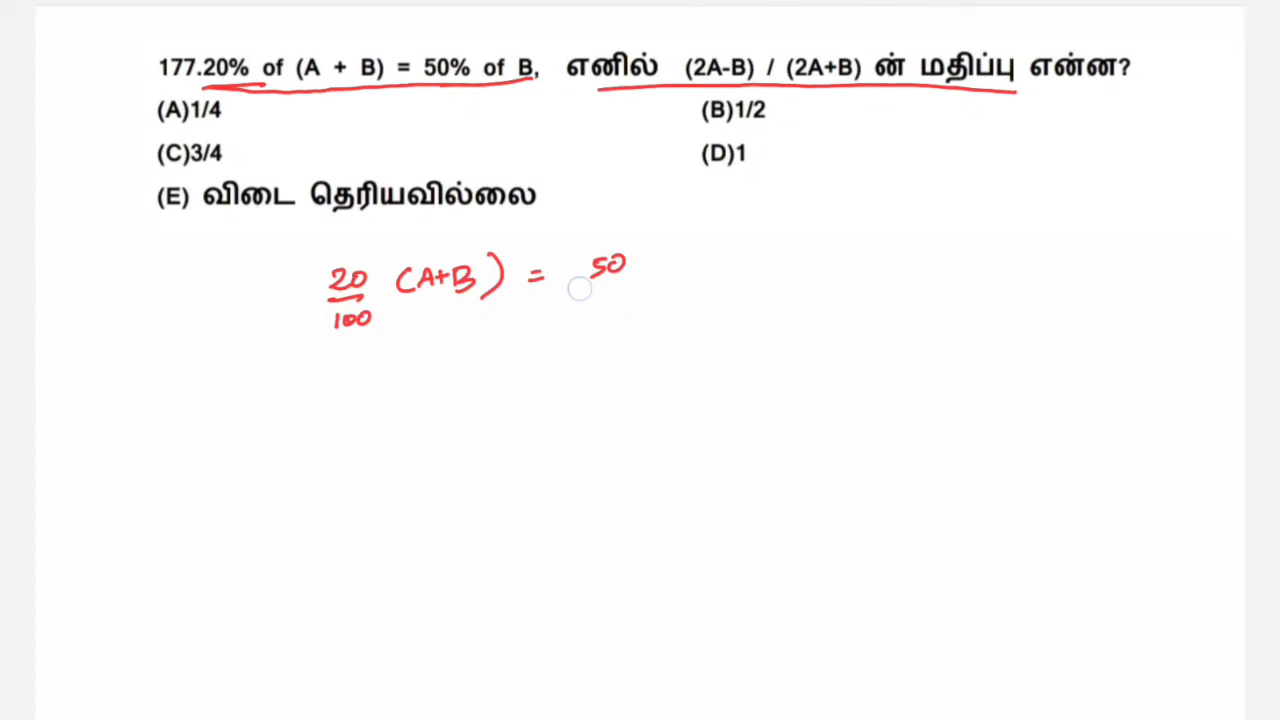 177.20% of (A + B) = 50% of B, எனில் (2A-B) / (2A+B) ன் மதிப்பு என்ன?
(A)1/4 (B)1/2
(C)3/4 (D)1
(E) விடை தெரியவில்லை
20 (A+B) = 50
100